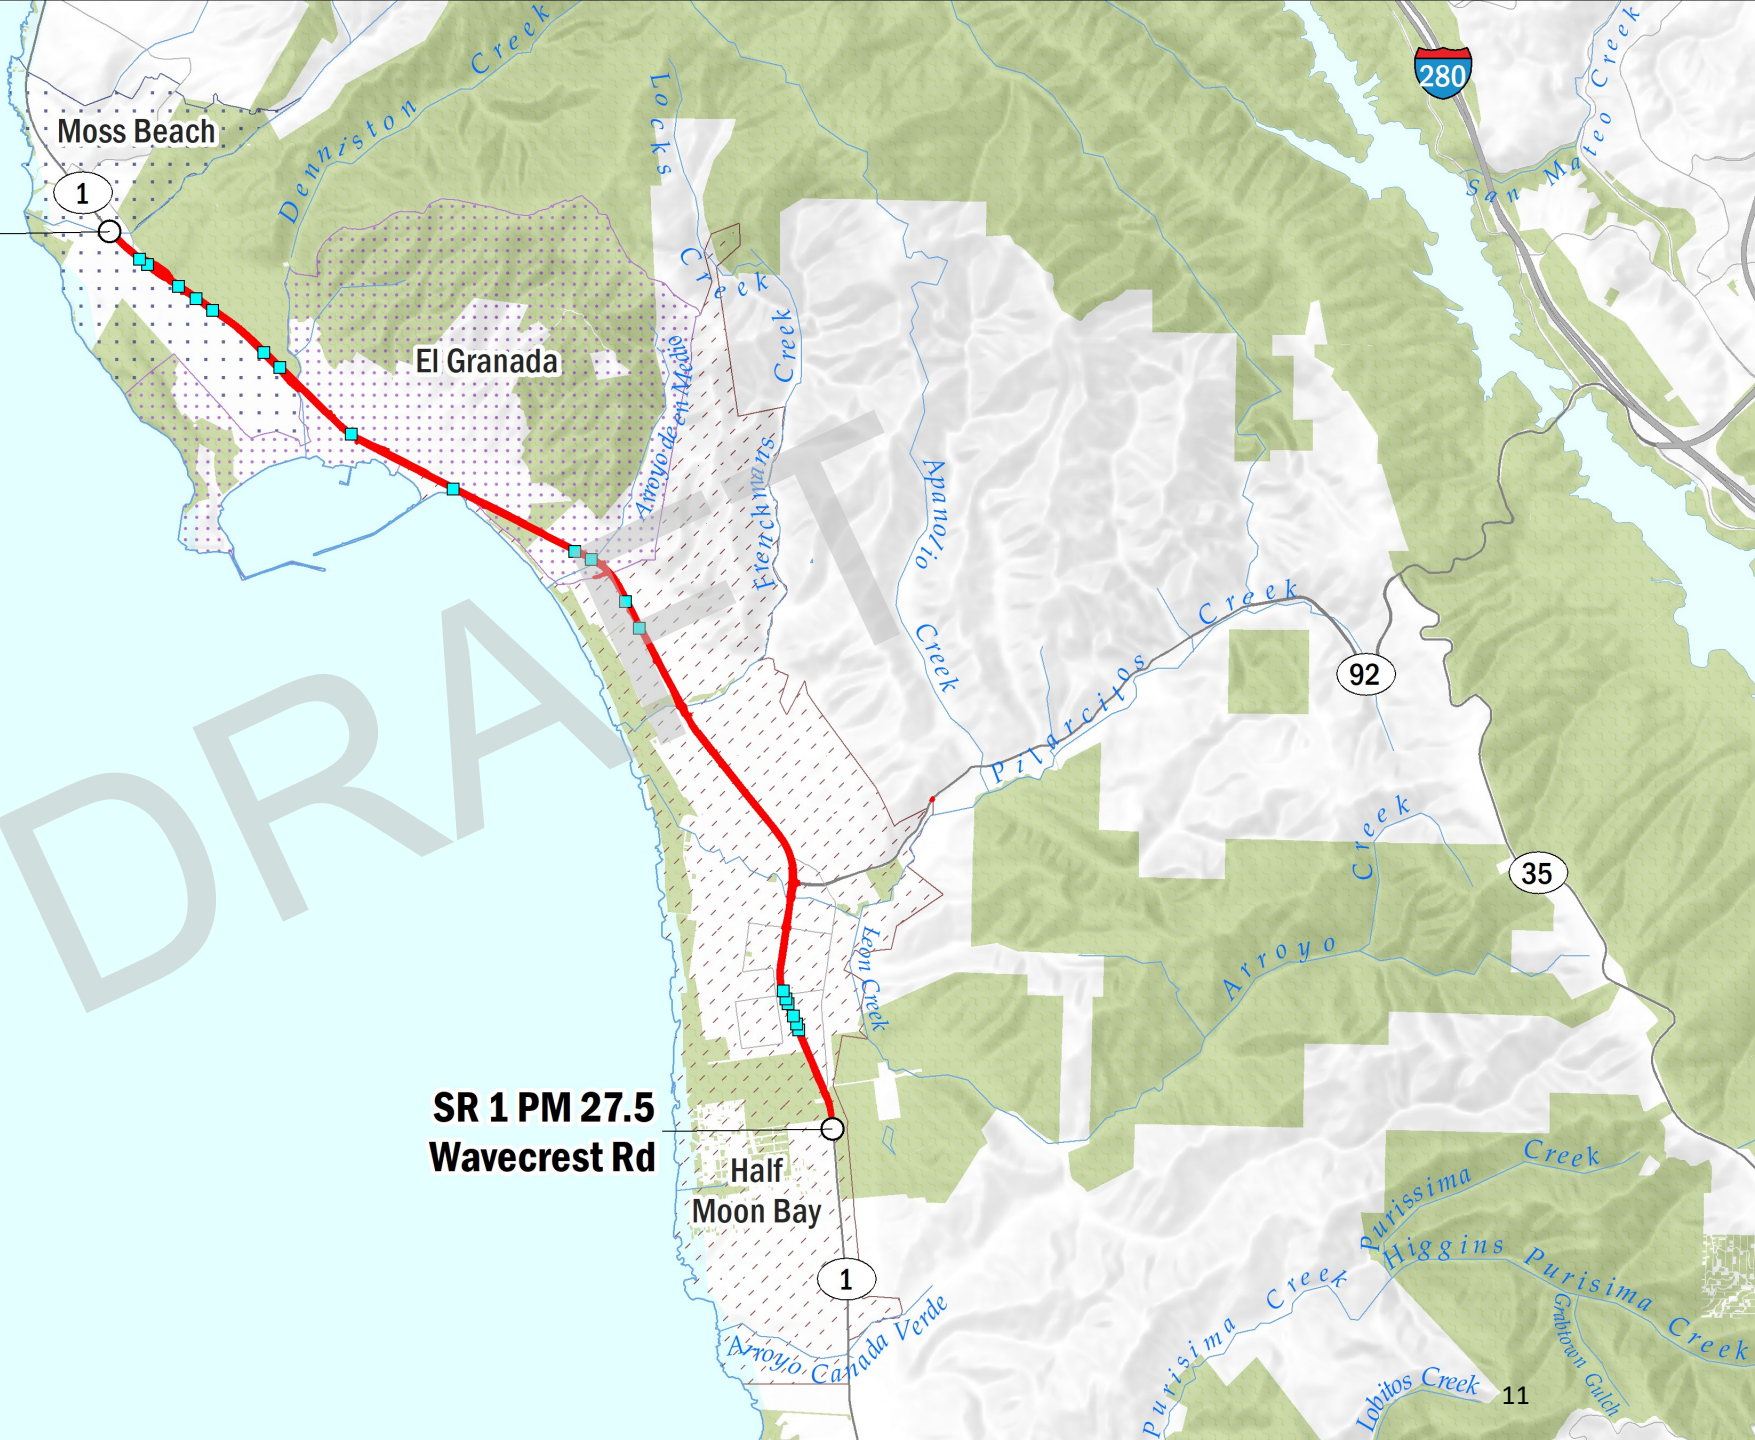 Creek
280
San Mateo Creek
Moss Beach
Denniston
Locks
1
Creek
El Granada
Arroyo de en Medio
Creek
Frenchmans
Apanolio
Creek
Pilarcitos
Creek
92
DRAFT
Creek
35
Arroyo
Leon Creek
SR 1 PM 27.5
Wavecrest Rd
Half
Moon Bay
Purissima
Creek
Higgins Purisima Creek
1
Purisima Creek
Arroyo Canada Verde
Grabtown Gulch
Lobitos Creek
11